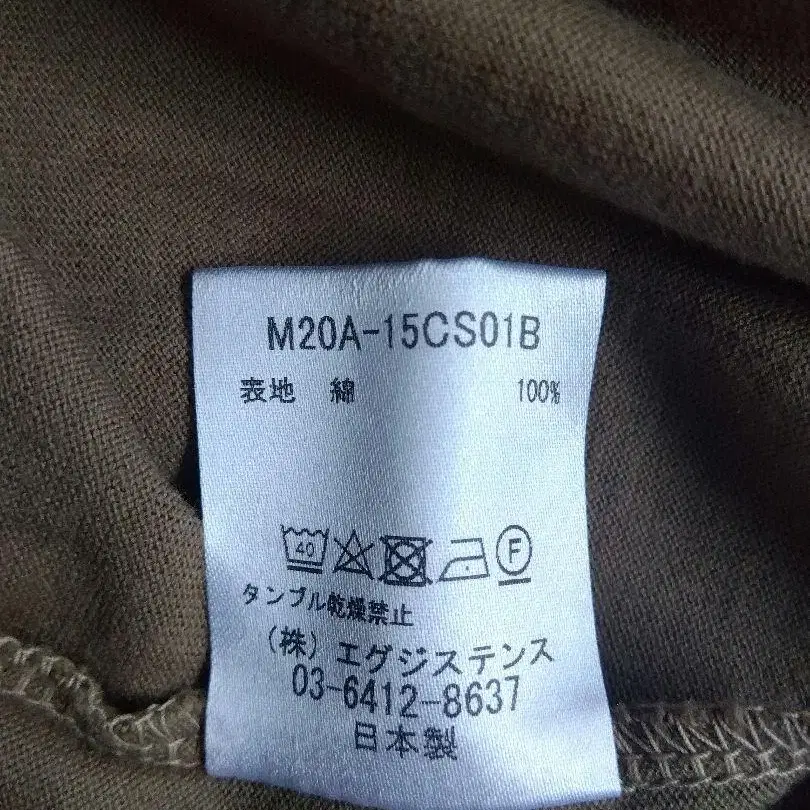 M20A-15CS01B
表地 綿 100%
40 F
タンブル乾燥禁止
(株) エグジステンス
03-6412-8637
日本製